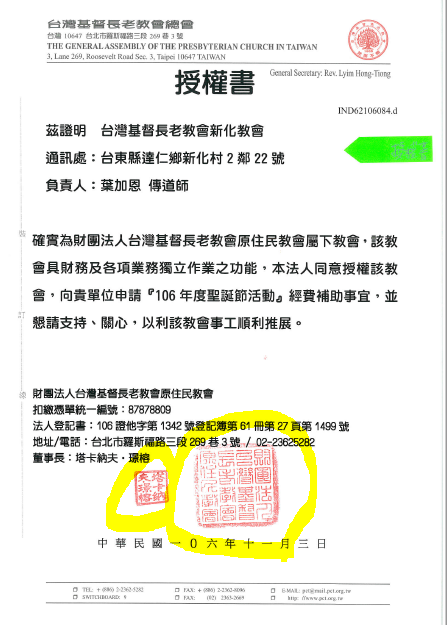 台灣基督長老教會總會
台灣 10647 台北市羅斯福路三段 269 巷 3 號
THE GENERAL ASSEMBLY OF THE PRESBYTERIAN CHURCH IN TAIWAN
3, Lane 269, Roosevelt Road Sec. 3, Taipei 10647 TAIWAN
General Secretary: Rev. Lyim Hong-Tiong
授權書
IND62106084.d
茲證明 台灣基督長老教會新化教會
通訊處：台東縣達仁鄉新化村 2 鄰 22 號
負責人：葉加恩 傳道師
確實為財團法人台灣基督長老教會原住民教會屬下教會，該教
會具財務及各項業務獨立作業之功能，本法人同意授權該教
會，向貴單位申請『106 年度聖誕節活動』經費補助事宜，並
懇請支持、關心，以利該教會事工順利推展。
裝
訂
線
財團法人台灣基督長老教會原住民教會
扣繳憑單統一編號：87878809
法人登記書：106 證他字第 1342 號登記簿第 61 冊第 27 頁第 1499 號
地址/電話：台北市羅斯福路三段 269 巷 3 號 / 02-23625282
董事長：塔卡納夫‧璟榕
中 華 民 國 一 〇 六 年 十 一 月 三 日
TEL: + (886) 2-2362-5282
SWITCHBOARD: 9
FAX: + (886) 2-2362-8096
FAX: (02) 2363-2669
E-MAIL: pct@mail.pct.org.tw
http: //www.pct.org.tw